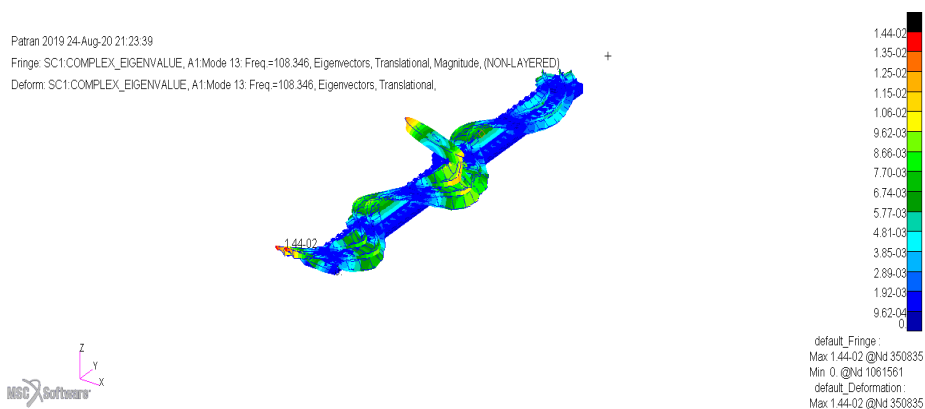 Patran 2019 24-Aug-20 21:23:39
Fringe: SC1:COMPLEX_EIGENVALUE, A1:Mode 13: Freq.=108.346, Eigenvectors, Translational, Magnitude, (NON-LAYERED)
Deform: SC1:COMPLEX_EIGENVALUE, A1:Mode 13: Freq.=108.346, Eigenvectors, Translational,
1.44-02
1.44-02
1.35-02
1.25-02
1.16-02
1.06-02
9.62-03
8.66-03
7.70-03
6.74-03
5.77-03
4.81-03
3.85-03
2.89-03
1.92-03
9.62-04
0.
default_Fringe :
Max 1.44-02 @Nd 350835
Min 0. @Nd 1061561
default_Deformation :
Max 1.44-02 @Nd 350835
Z
Y
X
MSC Software